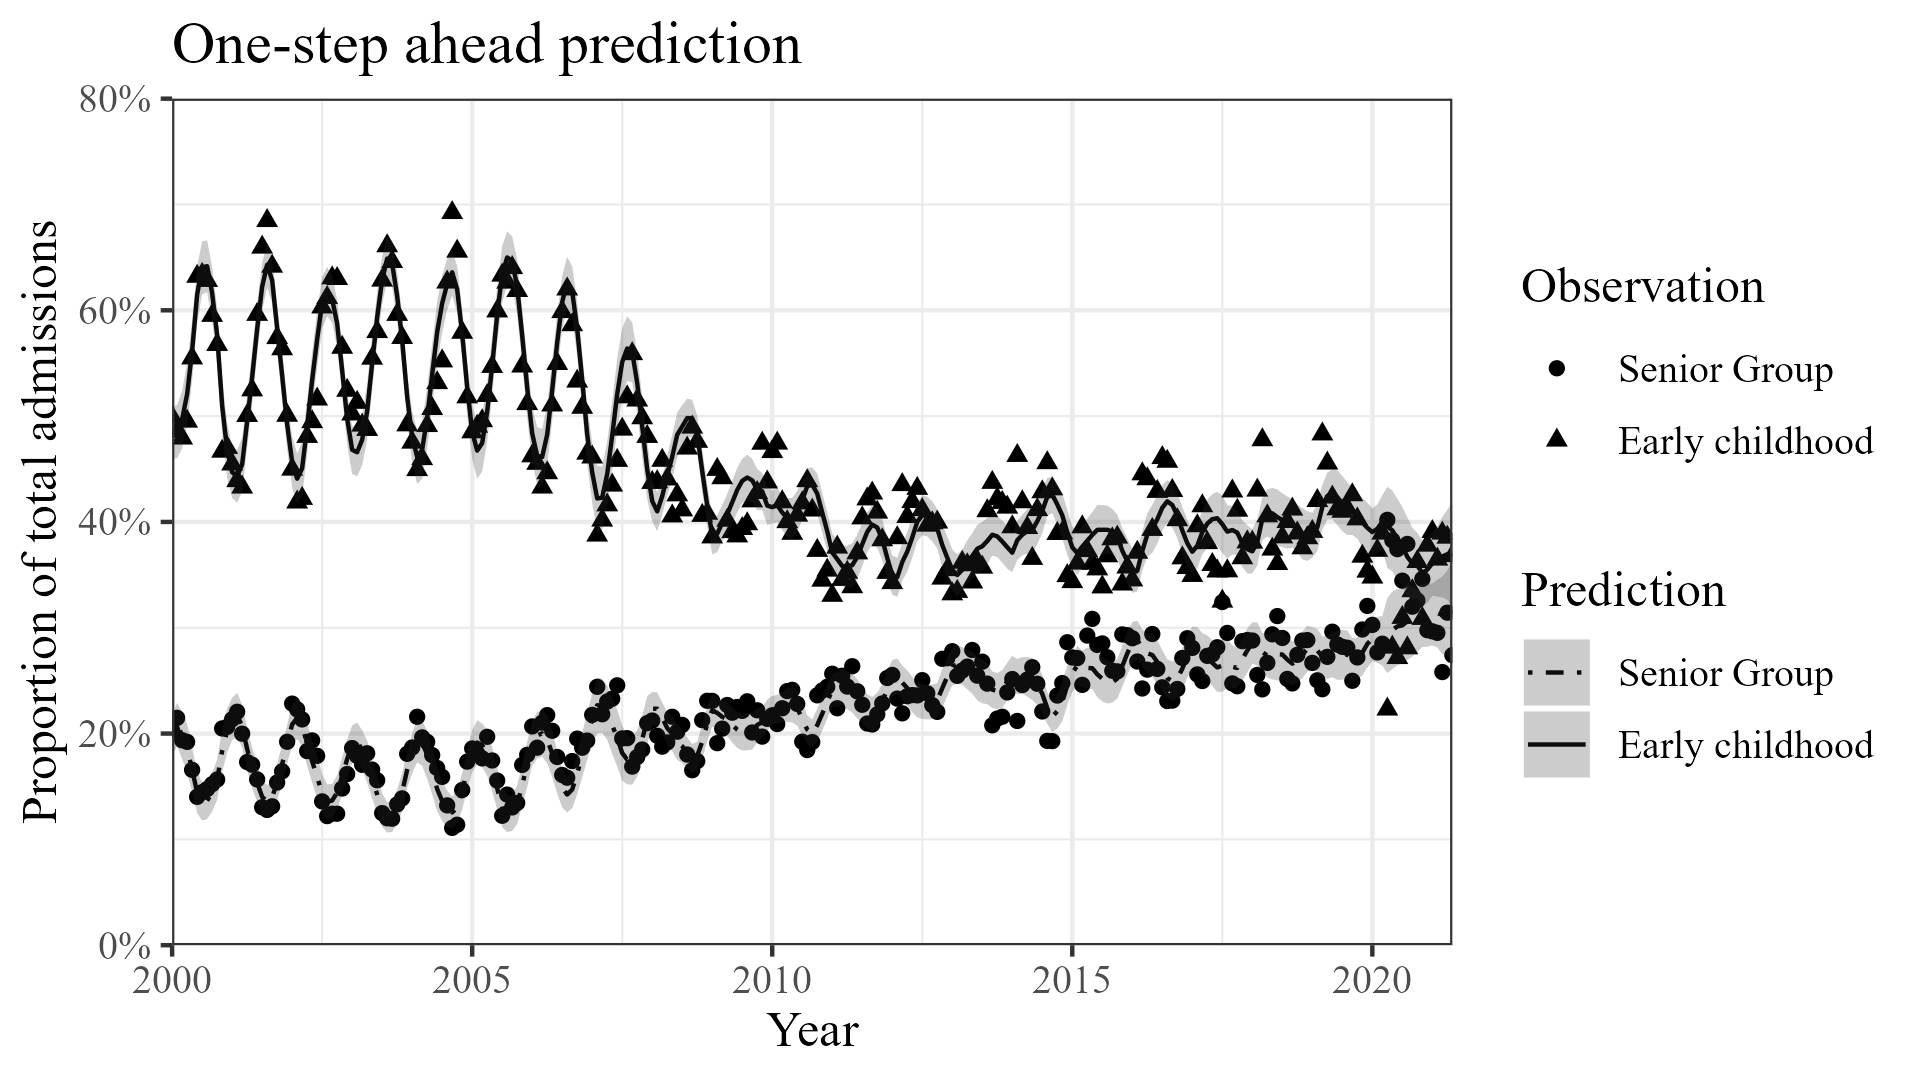 One-step ahead prediction
Proportion of total admissions
80%
60%
40%
20%
0%
2000
2005
2010
2015
2020
Year
Observation
Senior Group
Early childhood
Prediction
Senior Group
Early childhood